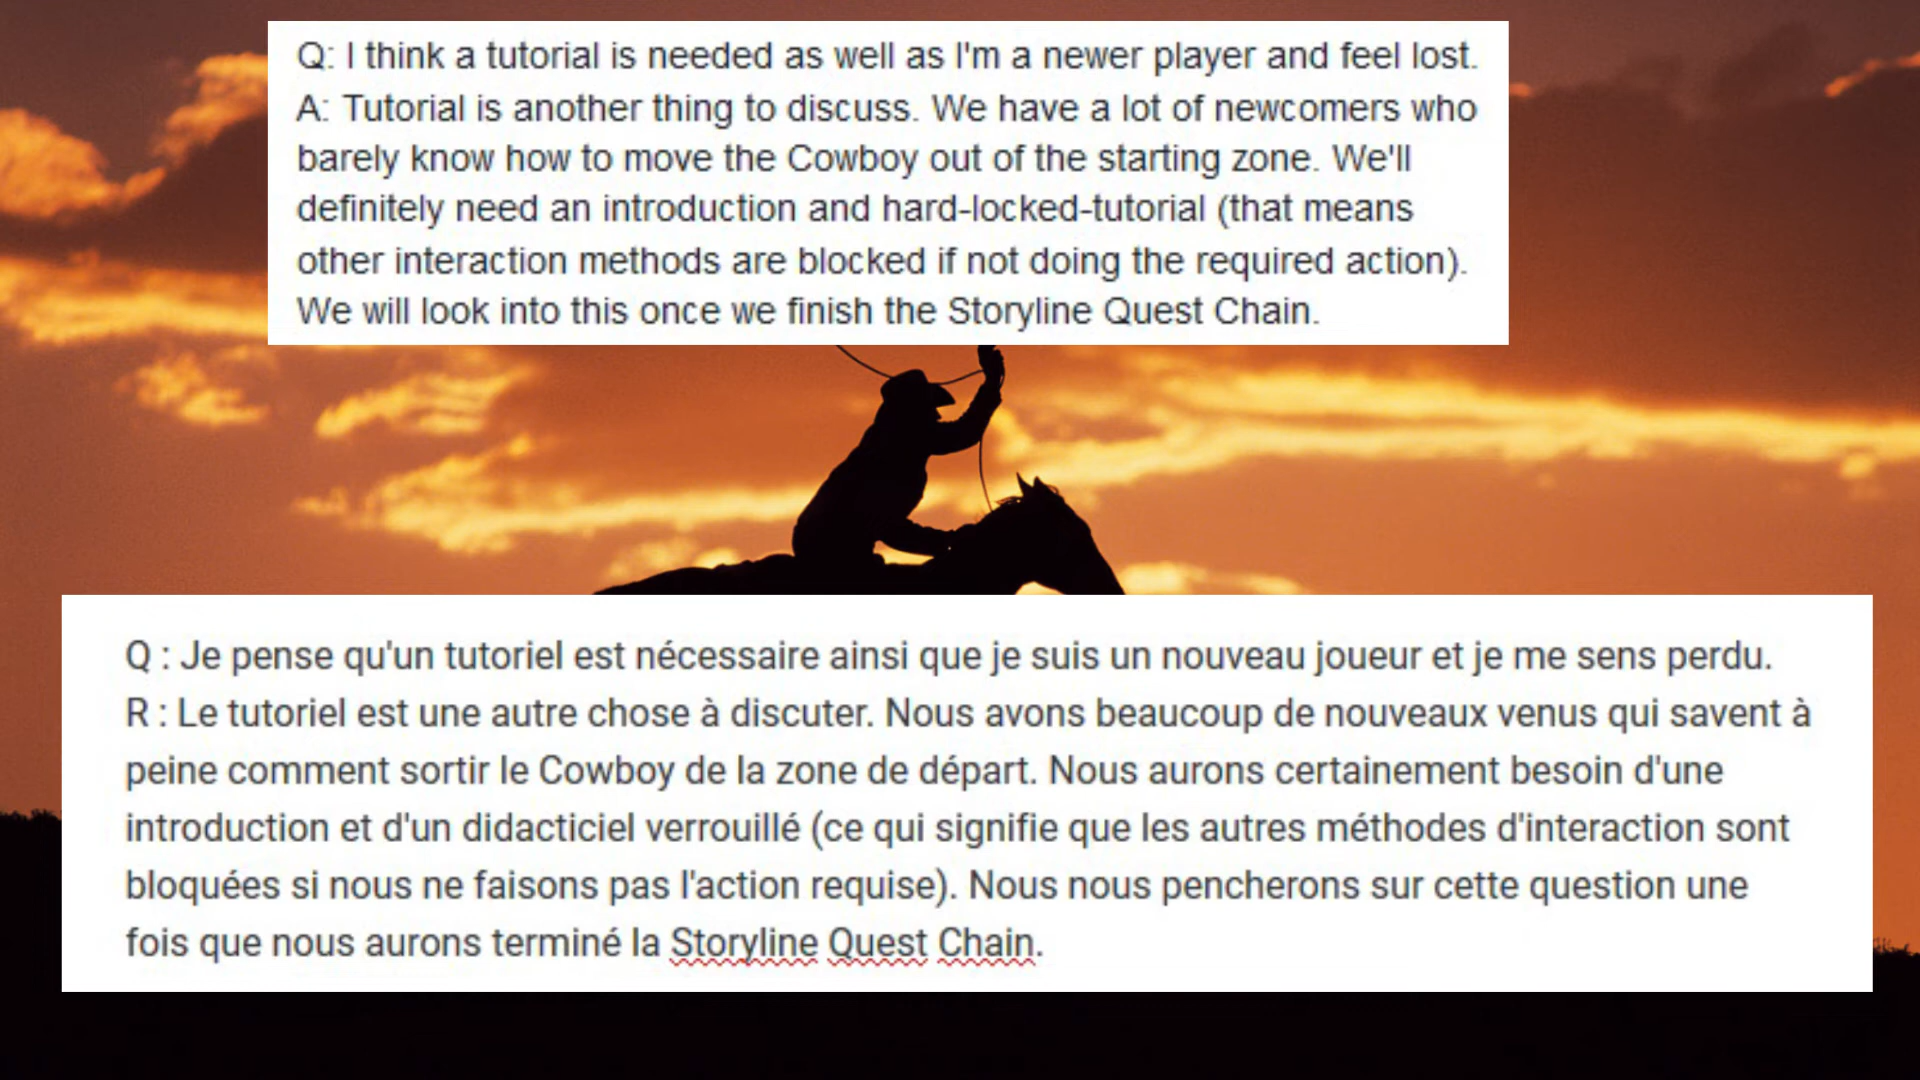 Q: I think a tutorial is needed as well as I'm a newer player and feel lost.
A: Tutorial is another thing to discuss. We have a lot of newcomers who
barely know how to move the Cowboy out of the starting zone. We'll
definitely need an introduction and hard-locked-tutorial (that means
other interaction methods are blocked if not doing the required action).
We will look into this once we finish the Storyline Quest Chain.
Q : Je pense qu'un tutoriel est nécessaire ainsi que je suis un nouveau joueur et je me sens perdu.
R : Le tutoriel est une autre chose à discuter. Nous avons beaucoup de nouveaux venus qui savent à
peine comment sortir le Cowboy de la zone de départ. Nous aurons certainement besoin d'une
introduction et d'un didacticiel verrouillé (ce qui signifie que les autres méthodes d'interaction sont
bloquées si nous ne faisons pas l'action requise). Nous nous pencherons sur cette question une
fois que nous aurons terminé la Storyline Quest Chain.